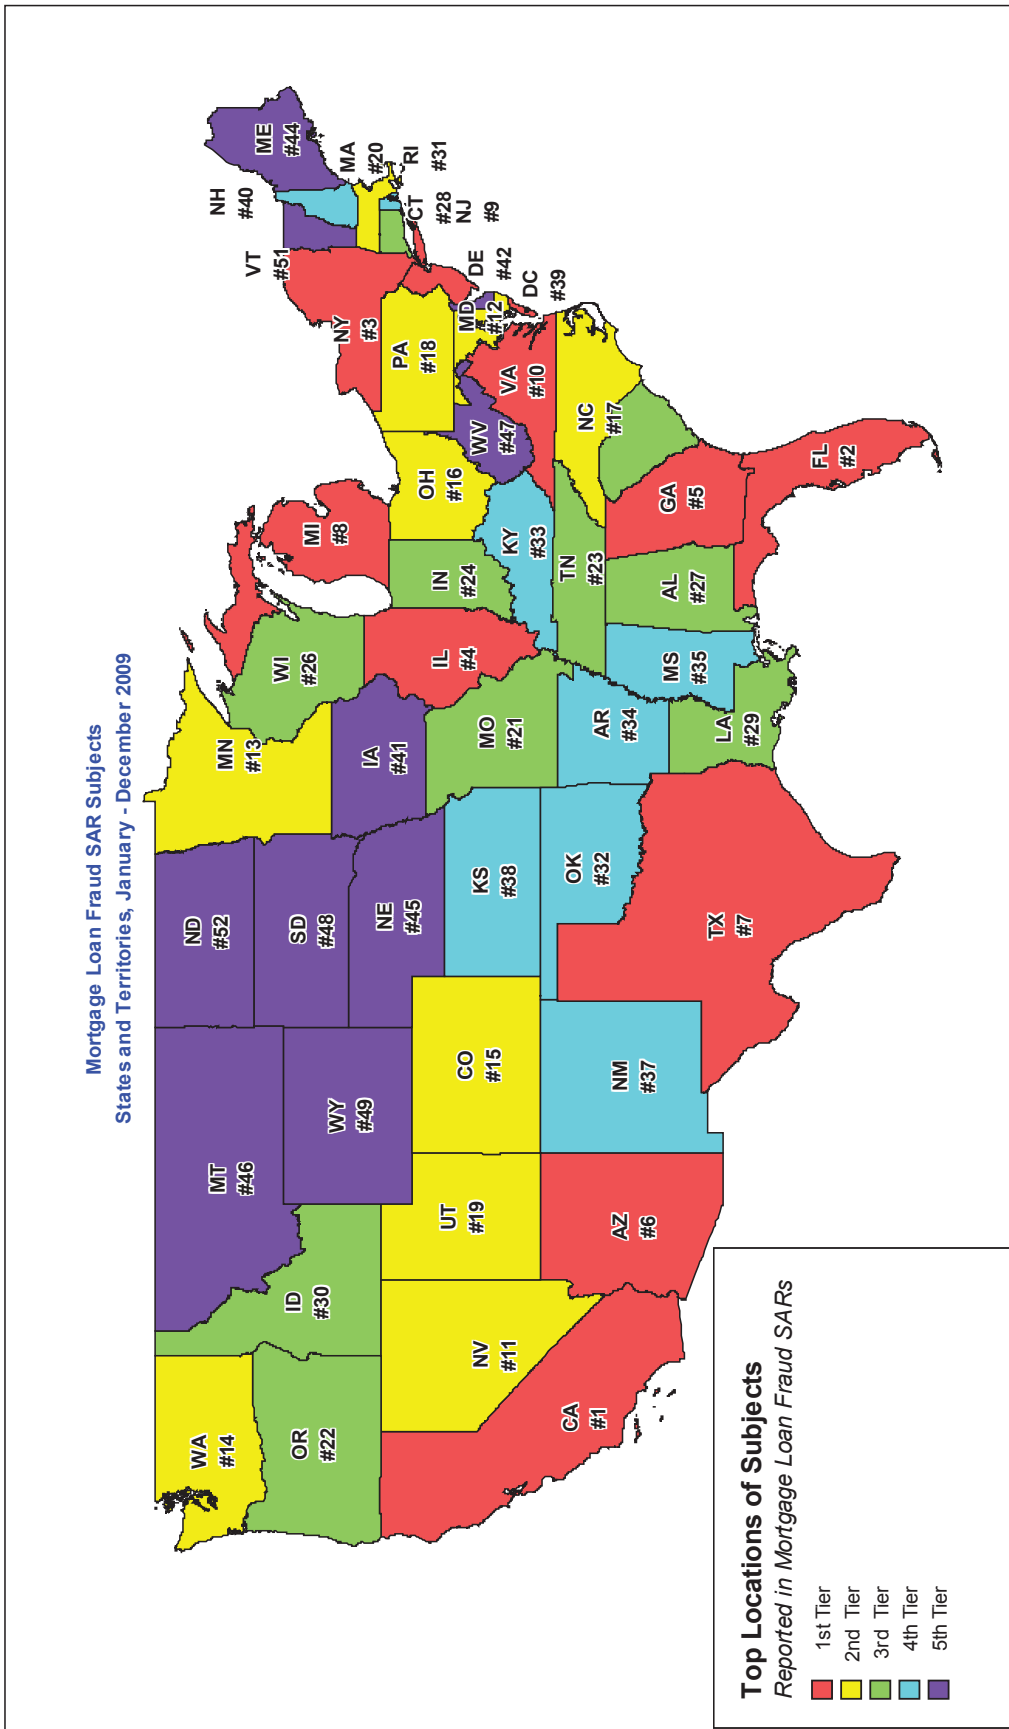 Mortgage Loan Fraud SAR Subjects
States and Territories, January - December 2009
WA
#14
OR
#22
CA
#1
NV
#11
ID
#30
MT
#46
WY
#49
UT
#19
AZ
#6
CO
#15
NM
#37
ND
#52
SD
#48
NE
#45
KS
#38
OK
#32
TX
#7
MN
#13
IA
#41
MO
#21
AR
#34
LA
#29
WI
#26
IL
#4
MS
#35
MI
#8
IN
#24
KY
#33
TN
#23
AL
#27
OH
#16
WV
#47
GA
#5
FL
#2
NC
#17
VA
#10
PA
#18
NY
#3
MD
#12
VT
#51
NH
#40
ME
#44
MA
#20
RI
#31
CT
#28
NJ
#9
DE
#42
DC
#39
Top Locations of Subjects
Reported in Mortgage Loan Fraud SARs
1st Tier
2nd Tier
3rd Tier
4th Tier
5th Tier